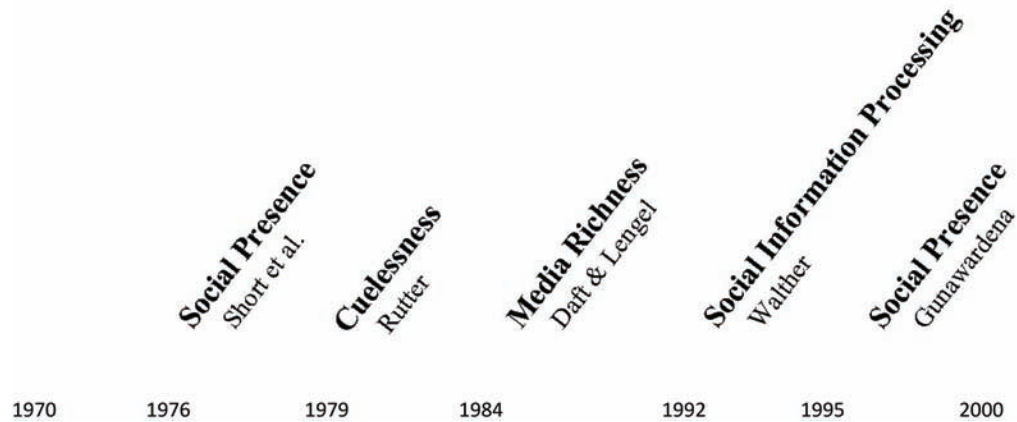 Social Presence
Short et al.
Cuelessness
Rutter
Media Richness
Daft & Lengel
Social Information Processing
Walther
Social Presence
Gunawardena
1970 1976 1979 1984 1992 1995 2000